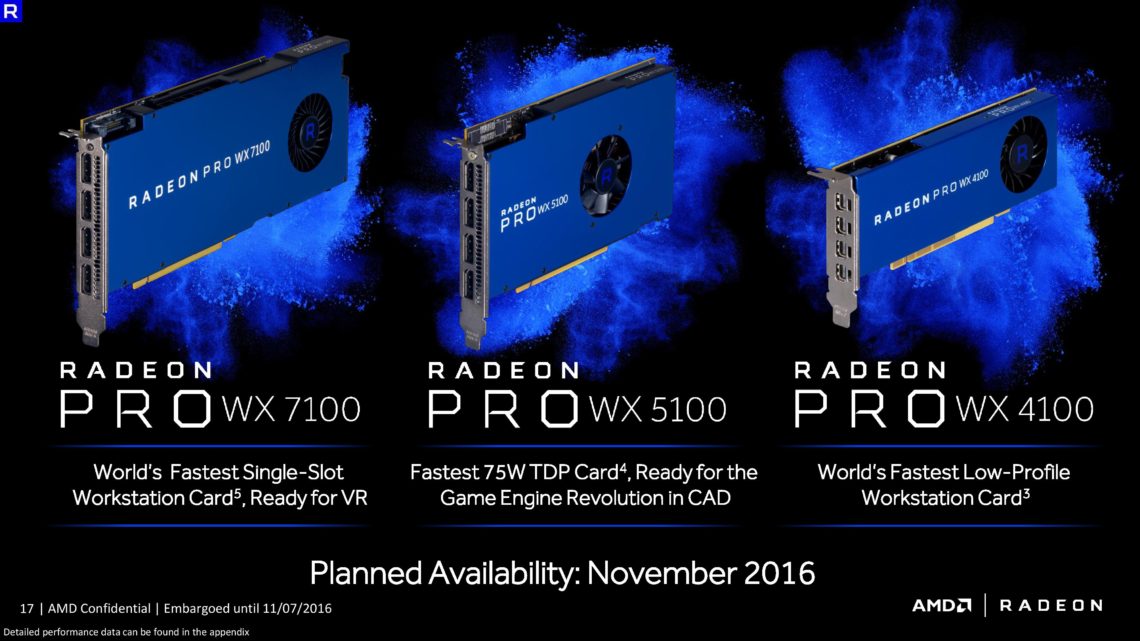 R
RADEON PRO WX 7100
R
RADEON
PRO WX 5100
R
RADEON PRO WX 4100
R
RADEON
PRO WX 7100
World's Fastest Single-Slot
Workstation Card⁵, Ready for VR
RADEON
PRO WX 5100
Fastest 75W TDP Card⁴, Ready for the
Game Engine Revolution in CAD
RADEON
PRO WX 4100
World's Fastest Low-Profile
Workstation Card³
Planned Availability: November 2016
17 | AMD Confidential | Embargoed until 11/07/2016
AMD | RADEON
Detailed performance data can be found in the appendix